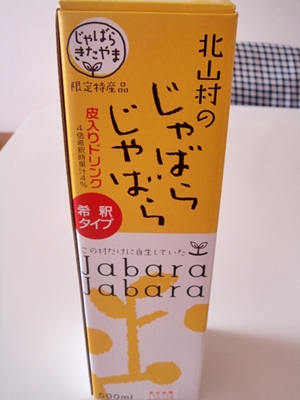 じゃばら
きたやま
限定特産品
北山村の
じゃばら
じゃばら
皮入りドリンク
4倍希釈時果汁4%
希釈
タイプ
この村だけに自生していた
Jabara
Jabara
500ml